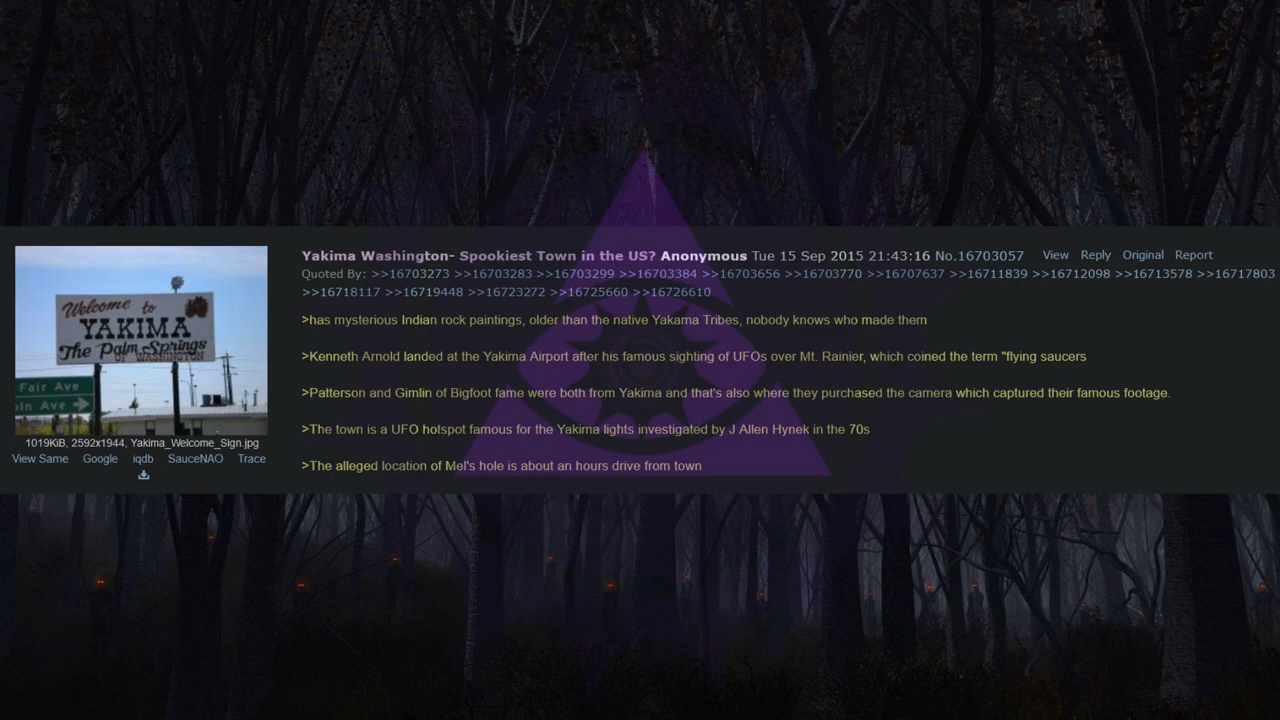 Welcome to
YAKIMA
The Palm Springs
OF WASHINGTON
Fair Ave
oln Ave
1019KiB, 2592x1944, Yakima_Welcome_Sign.jpg
View Same Google iqdb SauceNAO Trace
Yakima Washington- Spookiest Town in the US? Anonymous Tue 15 Sep 2015 21:43:16 No.16703057 View Reply Original Report
Quoted By: >>16703273 >>16703283 >>16703299 >>16703384 >>16703656 >>16703770 >>16707637 >>16711839 >>16712098 >>16713578 >>16717803
>>16718117 >>16719448 >>16723272 >>16725660 >>16726610
>has mysterious Indian rock paintings, older than the native Yakama Tribes, nobody knows who made them
>Kenneth Arnold landed at the Yakima Airport after his famous sighting of UFOs over Mt. Rainier, which coined the term "flying saucers
>Patterson and Gimlin of Bigfoot fame were both from Yakima and that's also where they purchased the camera which captured their famous footage.
>The town is a UFO hotspot famous for the Yakima lights investigated by J Allen Hynek in the 70s
>The alleged location of Mel's hole is about an hours drive from town